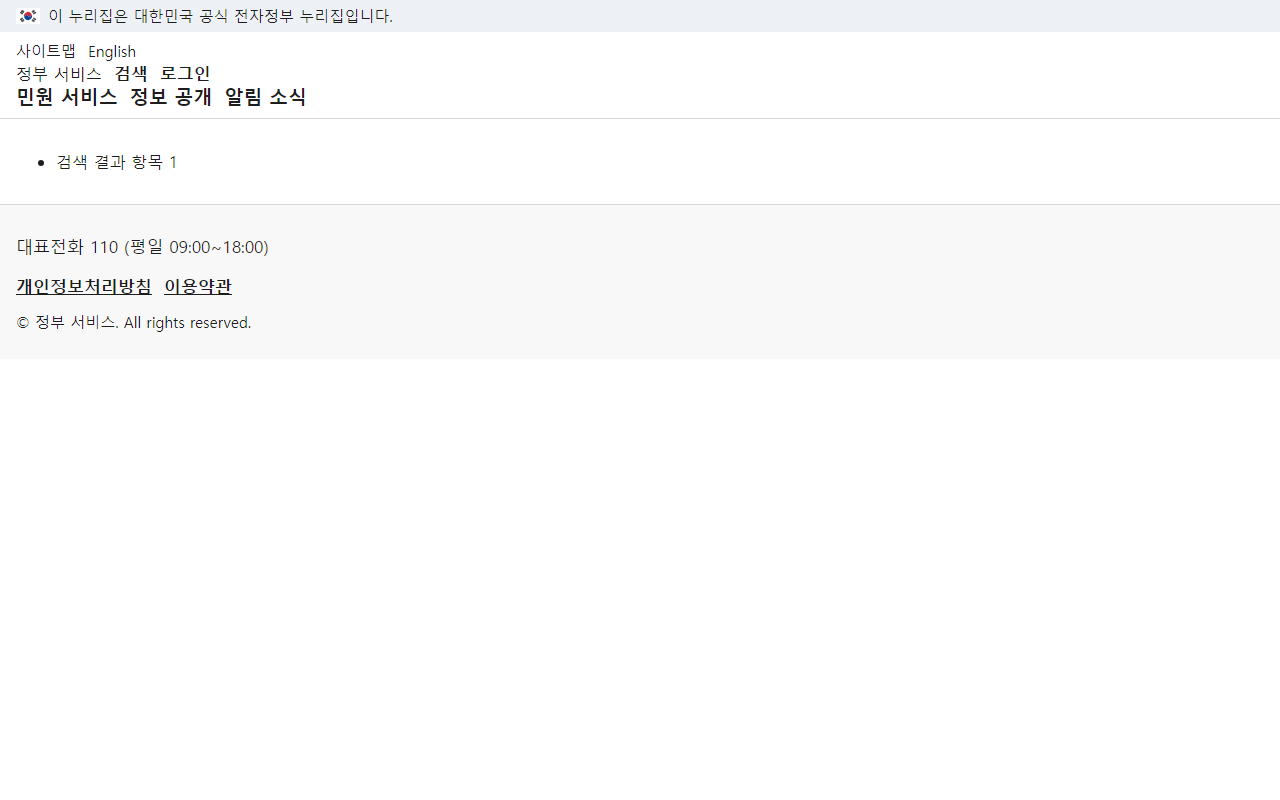 이 누리집은 대한민국 공식 전자정부 누리집입니다.
사이트맵 English
정부 서비스 검색 로그인
민원 서비스 정보 공개 알림 소식
검색 결과 항목 1
대표전화 110 (평일 09:00~18:00)
개인정보처리방침 이용약관
© 정부 서비스. All rights reserved.